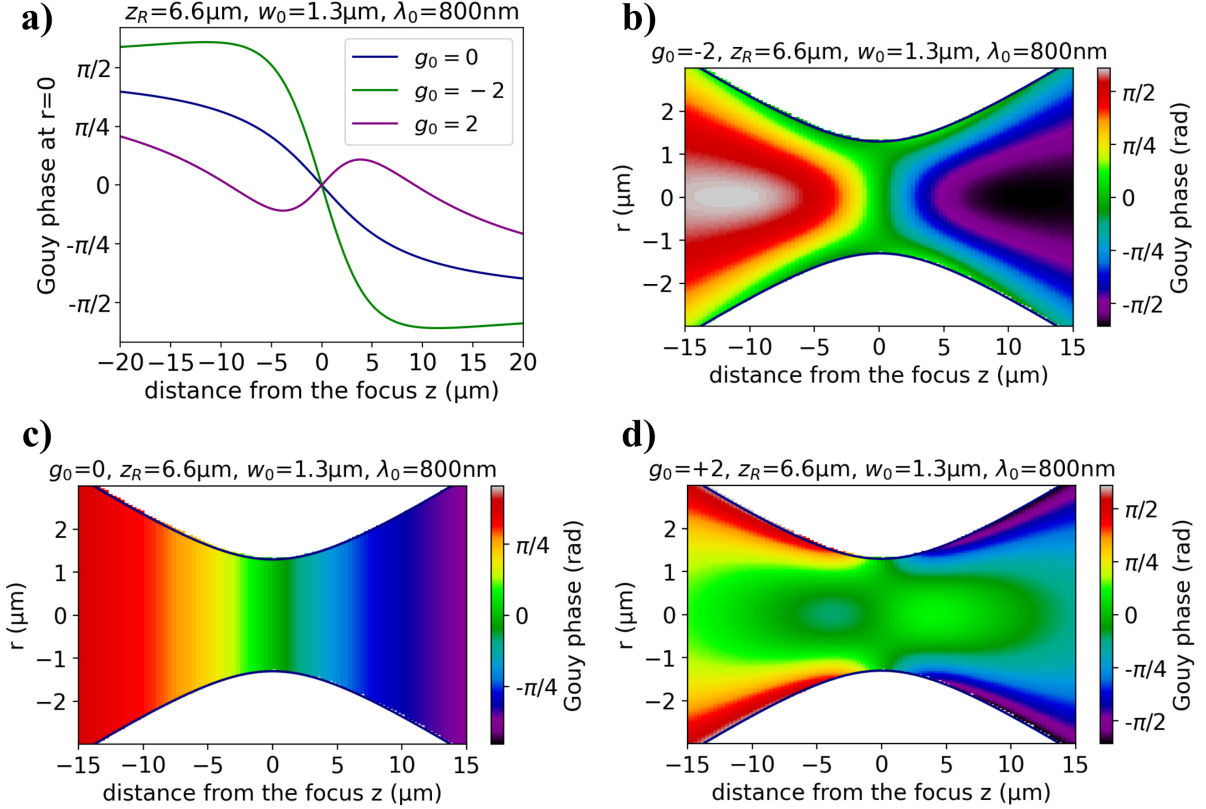 a)
z_R=6.6μm, w_0=1.3μm, λ_0=800nm
Gouy phase at r=0
π/2
π/4
0
-π/4
-π/2
g_0 = 0
g_0 = −2
g_0 = 2
−20 −15 −10 −5 0 5 10 15 20
distance from the focus z (μm)
b)
g_0=-2, z_R=6.6μm, w_0=1.3μm, λ_0=800nm
r (μm)
2
1
0
−1
−2
−15 −10 −5 0 5 10 15
distance from the focus z (μm)
π/2
π/4
0
-π/4
-π/2
Gouy phase (rad)
c)
g_0=0, z_R=6.6μm, w_0=1.3μm, λ_0=800nm
r (μm)
2
1
0
−1
−2
−15 −10 −5 0 5 10 15
distance from the focus z (μm)
π/4
0
-π/4
Gouy phase (rad)
d)
g_0=+2, z_R=6.6μm, w_0=1.3μm, λ_0=800nm
r (μm)
2
1
0
−1
−2
−15 −10 −5 0 5 10 15
distance from the focus z (μm)
π/2
π/4
0
-π/4
-π/2
Gouy phase (rad)